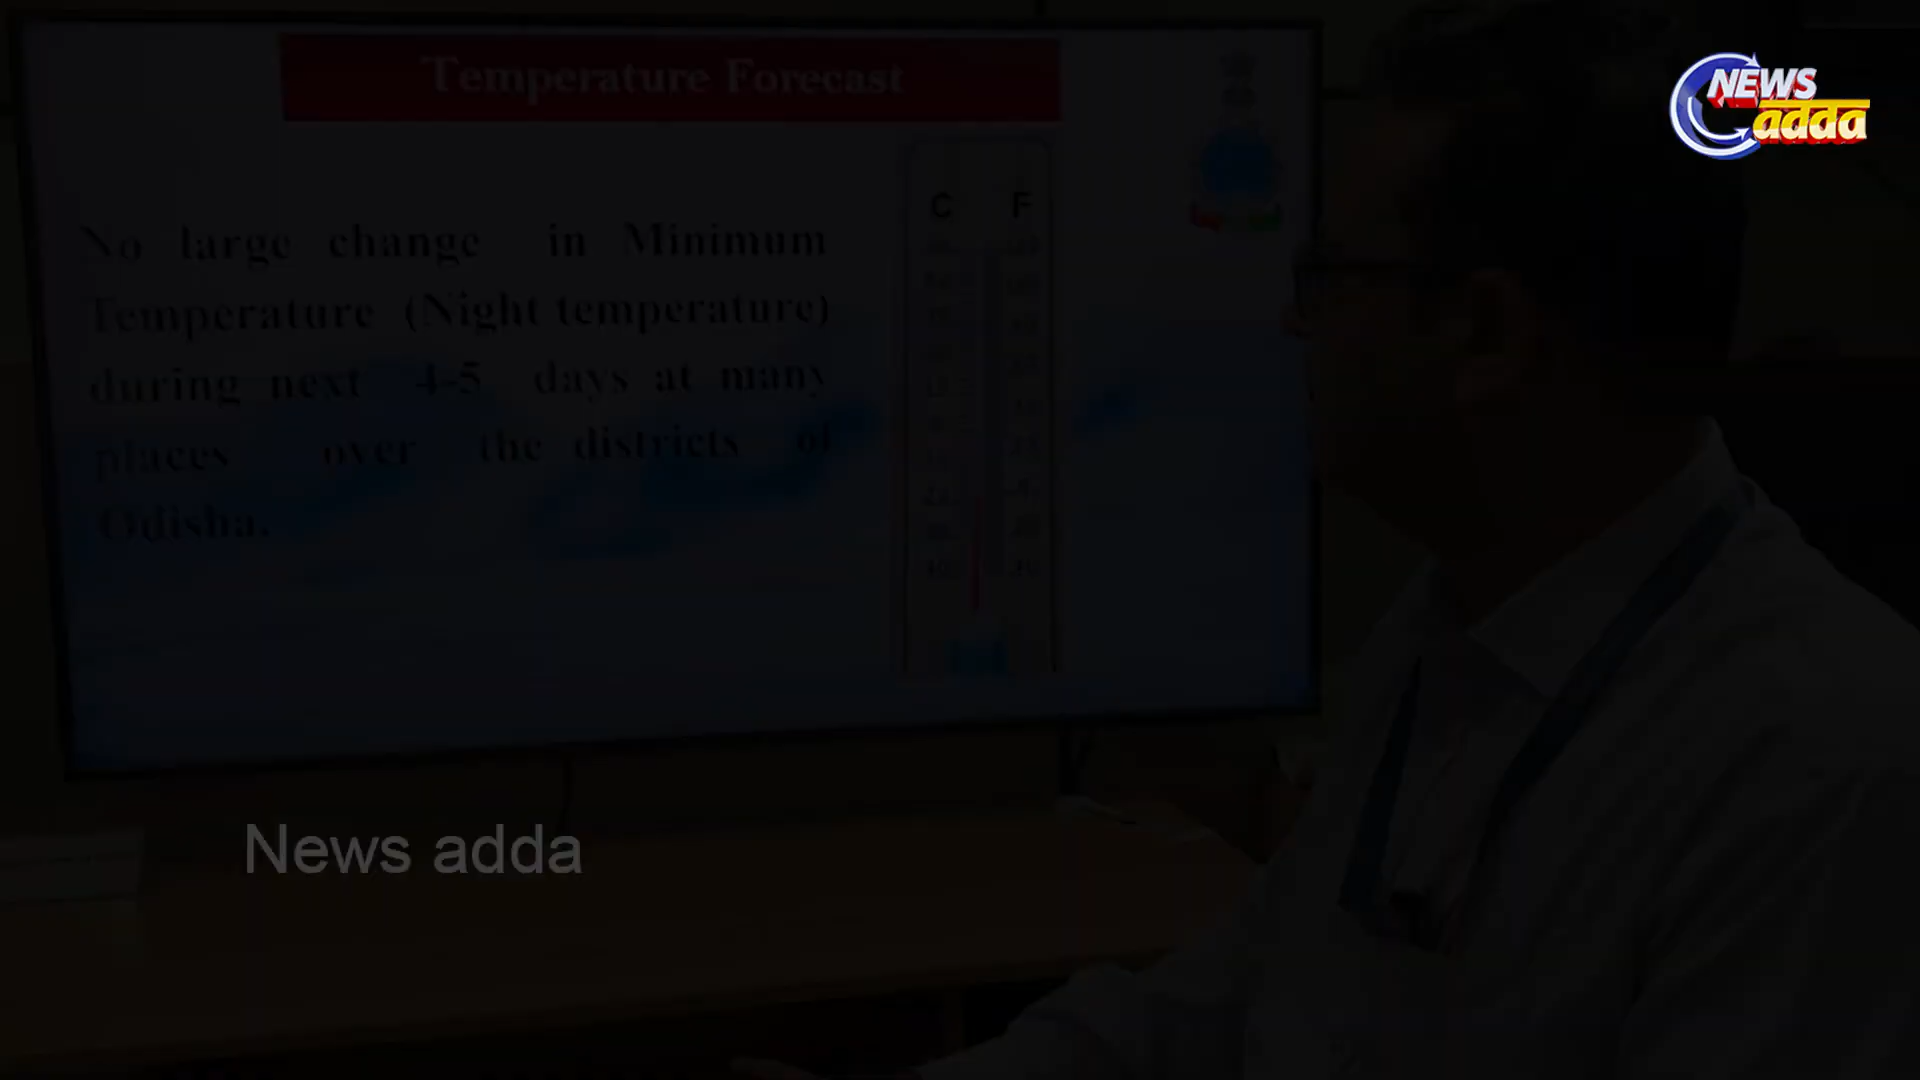 Temperature Forecast
NEWS
adda
C F
No large change in Minimum
Temperature (Night temperature)
during next 4-5 days at many
places over the districts of
Odisha.
News adda